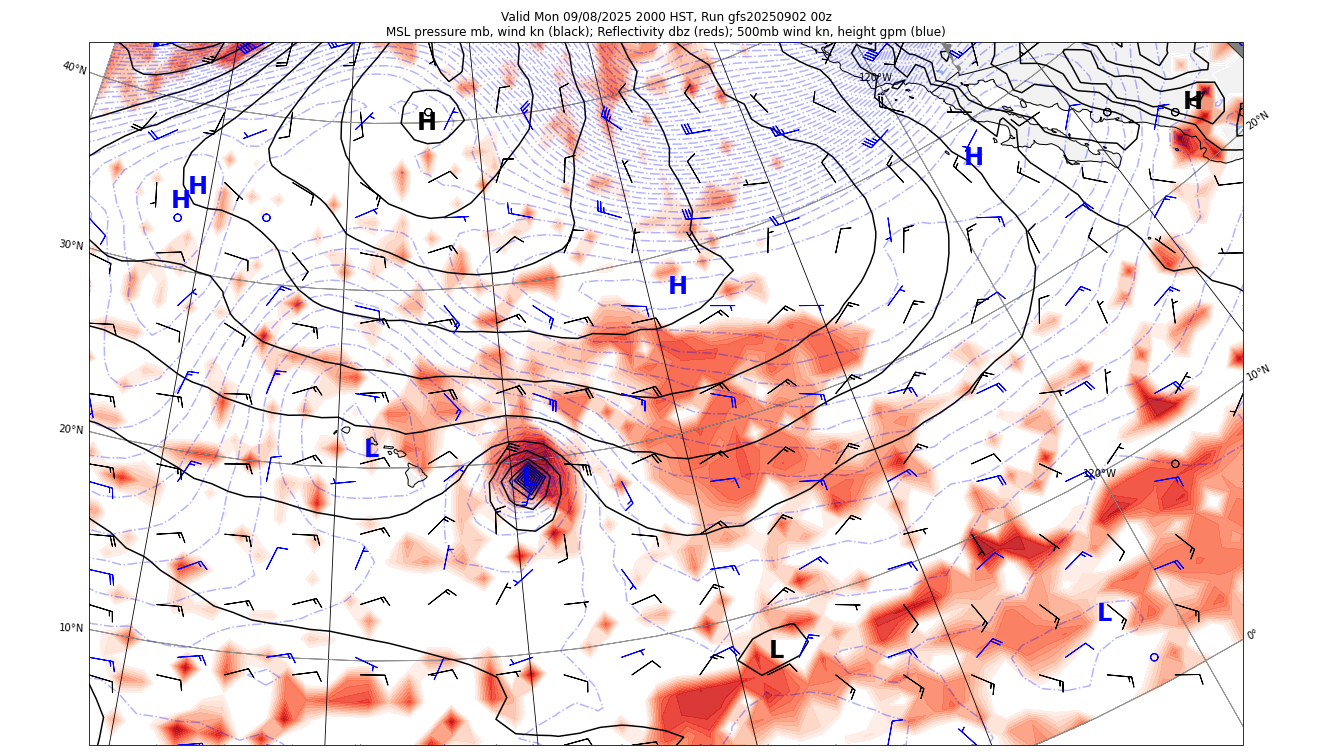 Valid Mon 09/08/2025 2000 HST, Run gfs20250902 00z
MSL pressure mb, wind kn (black); Reflectivity dbz (reds); 500mb wind kn, height gpm (blue)
40°N
120°W
H
H
20°N
H
H
H
30°N
H
10°N
20°N
L
120°W
L
10°N
0°
L